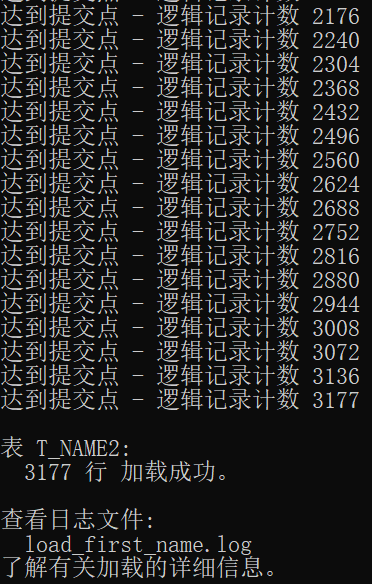 达到提交点 - 逻辑记录计数 2176
达到提交点 - 逻辑记录计数 2240
达到提交点 - 逻辑记录计数 2304
达到提交点 - 逻辑记录计数 2368
达到提交点 - 逻辑记录计数 2432
达到提交点 - 逻辑记录计数 2496
达到提交点 - 逻辑记录计数 2560
达到提交点 - 逻辑记录计数 2624
达到提交点 - 逻辑记录计数 2688
达到提交点 - 逻辑记录计数 2752
达到提交点 - 逻辑记录计数 2816
达到提交点 - 逻辑记录计数 2880
达到提交点 - 逻辑记录计数 2944
达到提交点 - 逻辑记录计数 3008
达到提交点 - 逻辑记录计数 3072
达到提交点 - 逻辑记录计数 3136
达到提交点 - 逻辑记录计数 3177
表 T_NAME2:
3177 行 加载成功。
查看日志文件:
load_first_name.log
了解有关加载的详细信息。